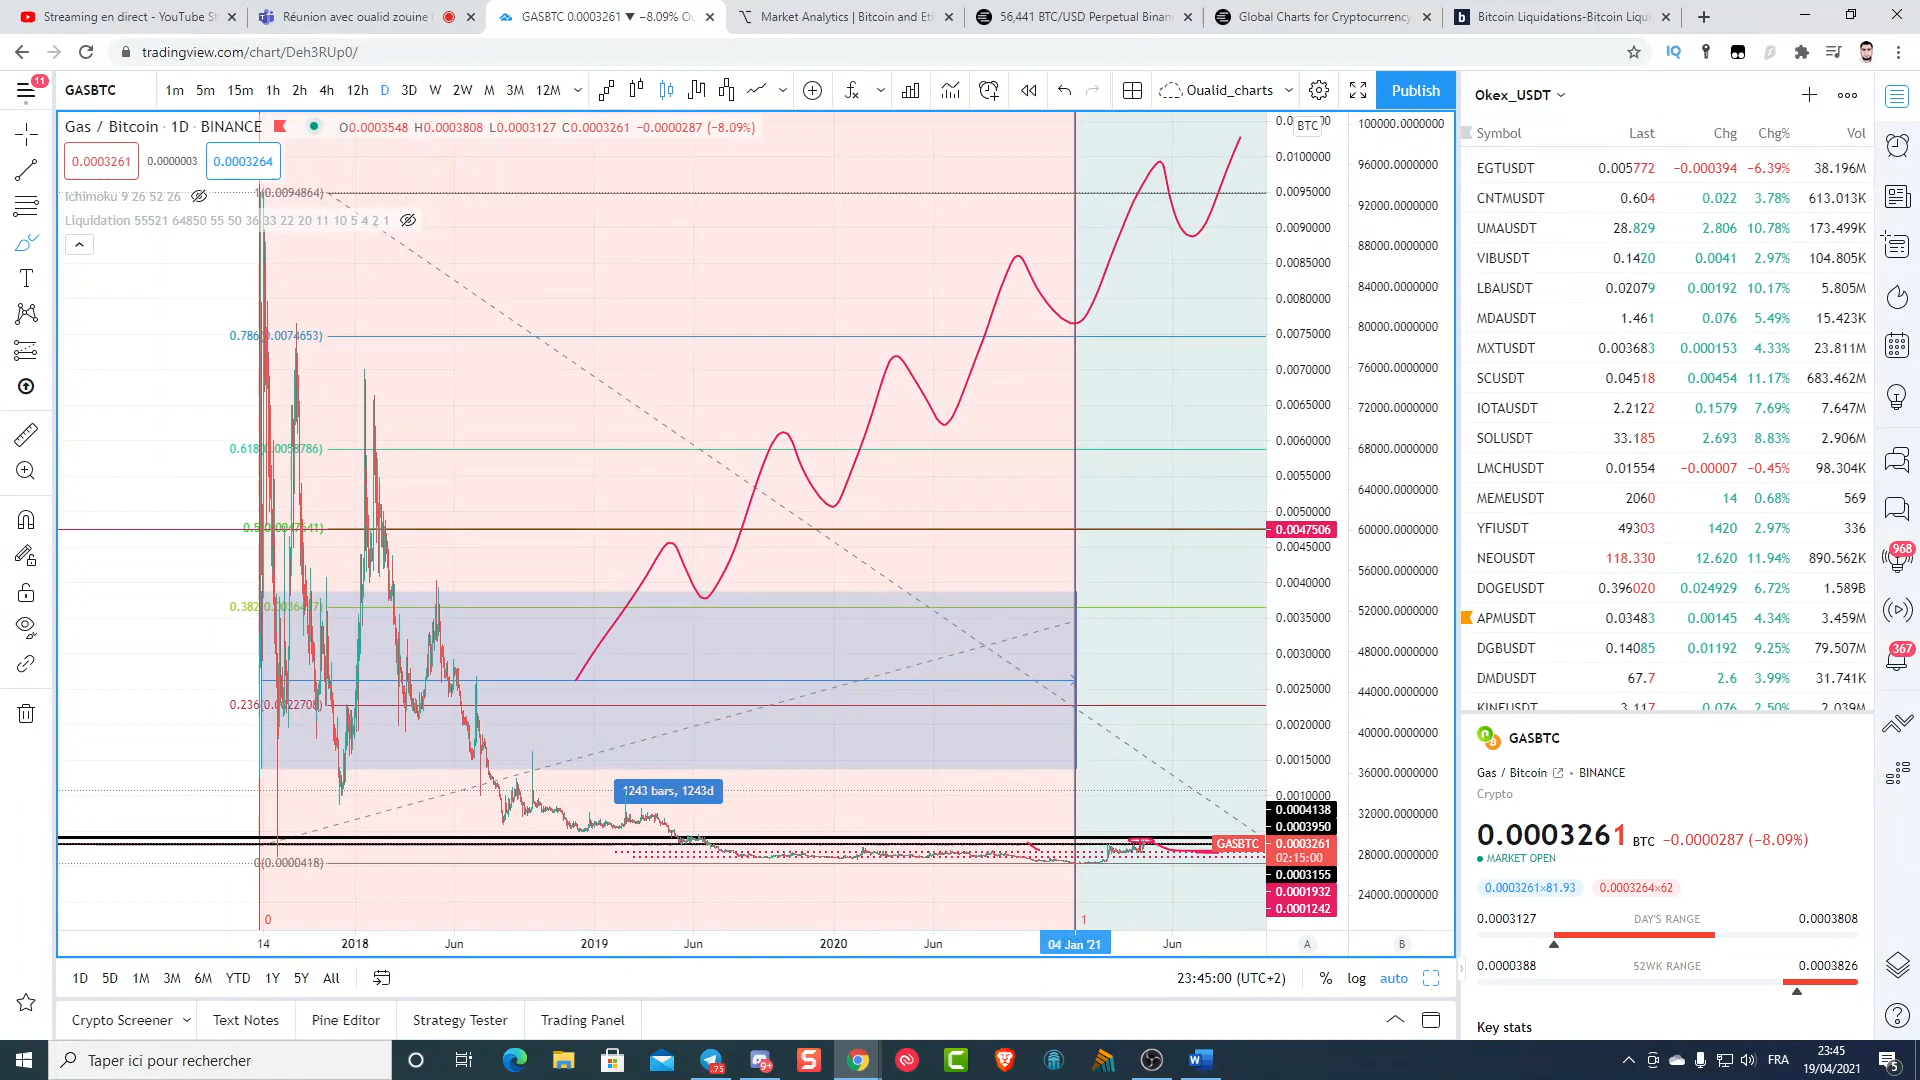 Streaming en direct - YouTube St
Réunion avec oualid zouine (
GASBTC 0.0003261 ▼ −8.09% Ou
Market Analytics | Bitcoin and Eth
56,441 BTC/USD Perpetual Binan
Global Charts for Cryptocurrency
Bitcoin Liquidations-Bitcoin Liqui
tradingview.com/chart/Deh3RUp0/
11
GASBTC
1m 5m 15m 1h 2h 4h 12h D 3D W 2W M 3M 12M
Oualid_charts
Publish
Gas / Bitcoin · 1D · BINANCE
O0.0003548 H0.0003808 L0.0003127 C0.0003261 −0.0000287 (−8.09%)
0.0003261 0.0000003 0.0003264
Ichimoku 9 26 52 26
Liquidation 55521 64850 55 50 36 33 22 20 11 10 5 4 2 1
1(0.0094864)
0.786(0.0074653)
0.5(0.0047641)
1243 bars, 1243d
0(0.0000418)
0 1
BTC
0.0100000
0.0095000
0.0090000
0.0085000
0.0080000
0.0075000
0.0070000
0.0065000
0.0060000
0.0055000
0.0050000
0.0047506
0.0045000
0.0040000
0.0035000
0.0030000
0.0025000
0.0020000
0.0015000
0.0010000
0.0004138
0.0003950
GASBTC 0.0003261
02:15:00
0.0003155
0.0001932
0.0001242
100000.0000000
96000.0000000
92000.0000000
88000.0000000
84000.0000000
80000.0000000
76000.0000000
72000.0000000
68000.0000000
64000.0000000
60000.0000000
56000.0000000
52000.0000000
48000.0000000
44000.0000000
40000.0000000
36000.0000000
32000.0000000
28000.0000000
24000.0000000
14 2018 Jun 2019 Jun 2020 Jun 04 Jan '21 Jun
A B
1D 5D 1M 3M 6M YTD 1Y 5Y All
23:45:00 (UTC+2) % log auto
Crypto Screener Text Notes Pine Editor Strategy Tester Trading Panel
Okex_USDT
Symbol Last Chg Chg% Vol
EGTUSDT 0.005772 −0.000394 −6.39% 38.196M
CNTMUSDT 0.604 0.022 3.78% 613.013K
UMAUSDT 28.829 2.806 10.78% 173.499K
VIBUSDT 0.1420 0.0041 2.97% 104.805K
LBAUSDT 0.02079 0.00192 10.17% 5.805M
MDAUSDT 1.461 0.076 5.49% 15.423K
MXTUSDT 0.003683 0.000153 4.33% 23.811M
SCUSDT 0.04518 0.00454 11.17% 683.462M
IOTAUSDT 2.2122 0.1579 7.69% 7.647M
SOLUSDT 33.185 2.693 8.83% 2.906M
LMCHUSDT 0.01554 −0.00007 −0.45% 98.304K
MEMEUSDT 2060 14 0.68% 569
YFIUSDT 49303 1420 2.97% 336
NEOUSDT 118.330 12.620 11.94% 890.562K
DOGEUSDT 0.396020 0.024929 6.72% 1.589B
APMUSDT 0.03483 0.00145 4.34% 3.459M
DGBUSDT 0.14085 0.01192 9.25% 79.507M
DMDUSDT 67.7 2.6 3.99% 31.741K
KINEUSDT 3.117 0.076 2.50% 2.039M
968
367
GASBTC
Gas / Bitcoin • BINANCE
Crypto
0.0003261 BTC −0.0000287 (−8.09%)
MARKET OPEN
0.0003261×81.93 0.0003264×62
0.0003127 DAY'S RANGE 0.0003808
0.0000388 52WK RANGE 0.0003826
Key stats
Taper ici pour rechercher
.75
9+
FRA
23:45
19/04/2021
5